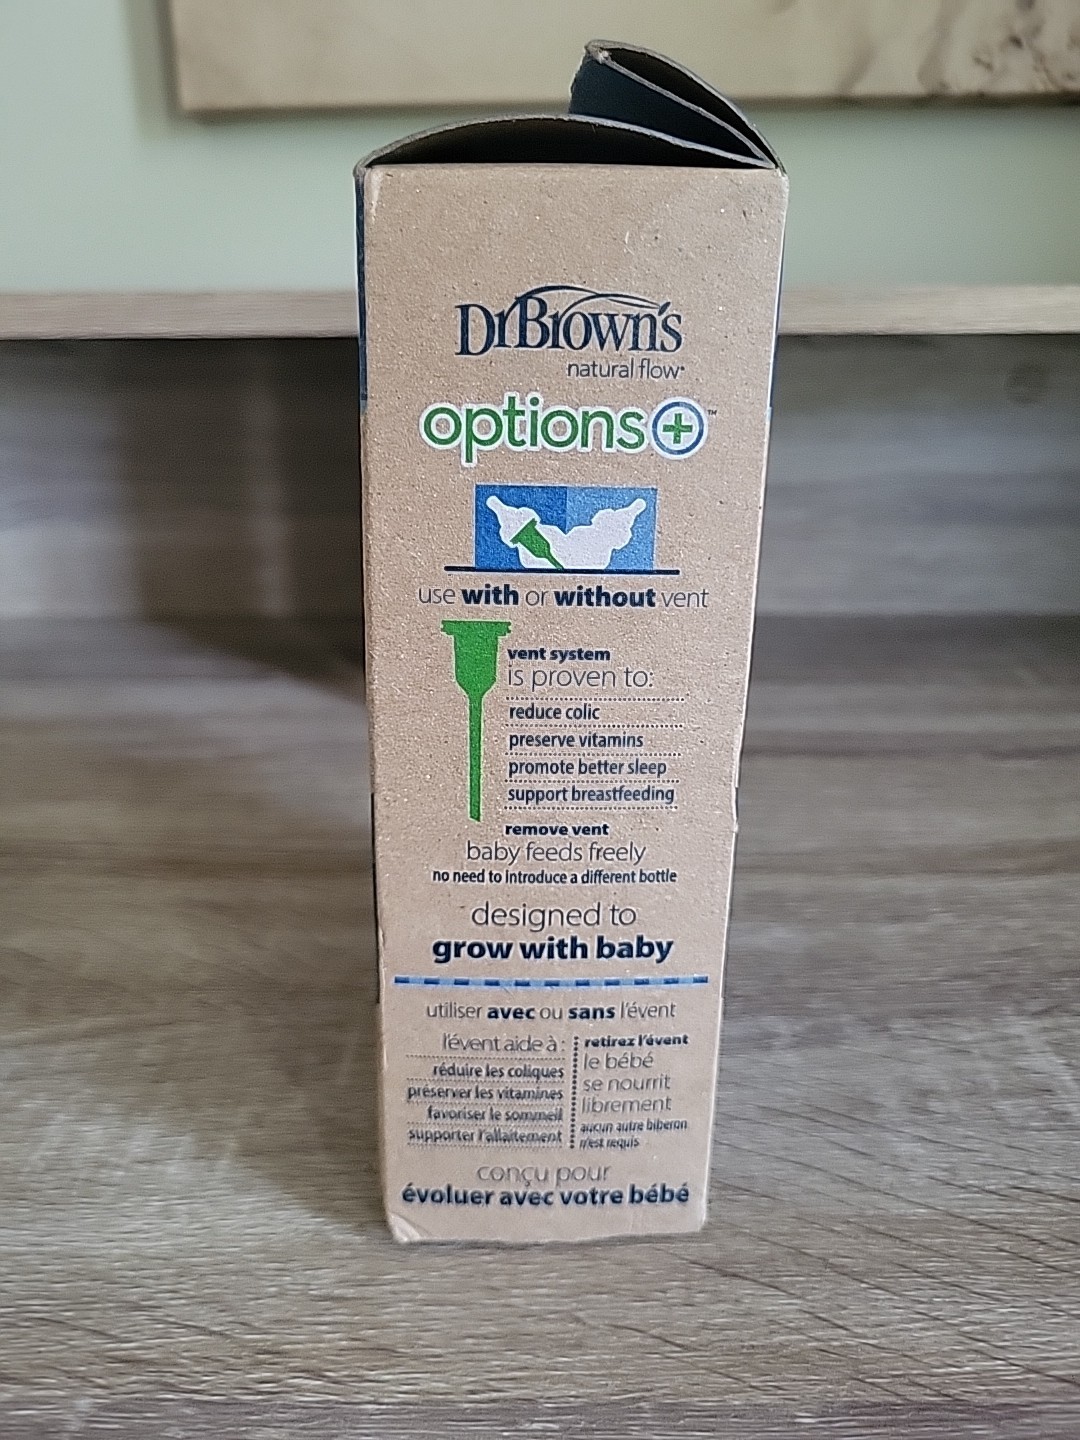 Dr Brown's
natural flow®
options+™
use with or without vent
vent system
is proven to:
reduce colic
preserve vitamins
promote better sleep
support breastfeeding
remove vent
baby feeds freely
no need to introduce a different bottle
designed to
grow with baby
utiliser avec ou sans l'évent
l'évent aide à :
réduire les coliques
préserver les vitamines
favoriser le sommeil
supporter l'allaitement
retirez l'évent
le bébé
se nourrit
librement
aucun autre biberon
n'est requis
conçu pour
évoluer avec votre bébé